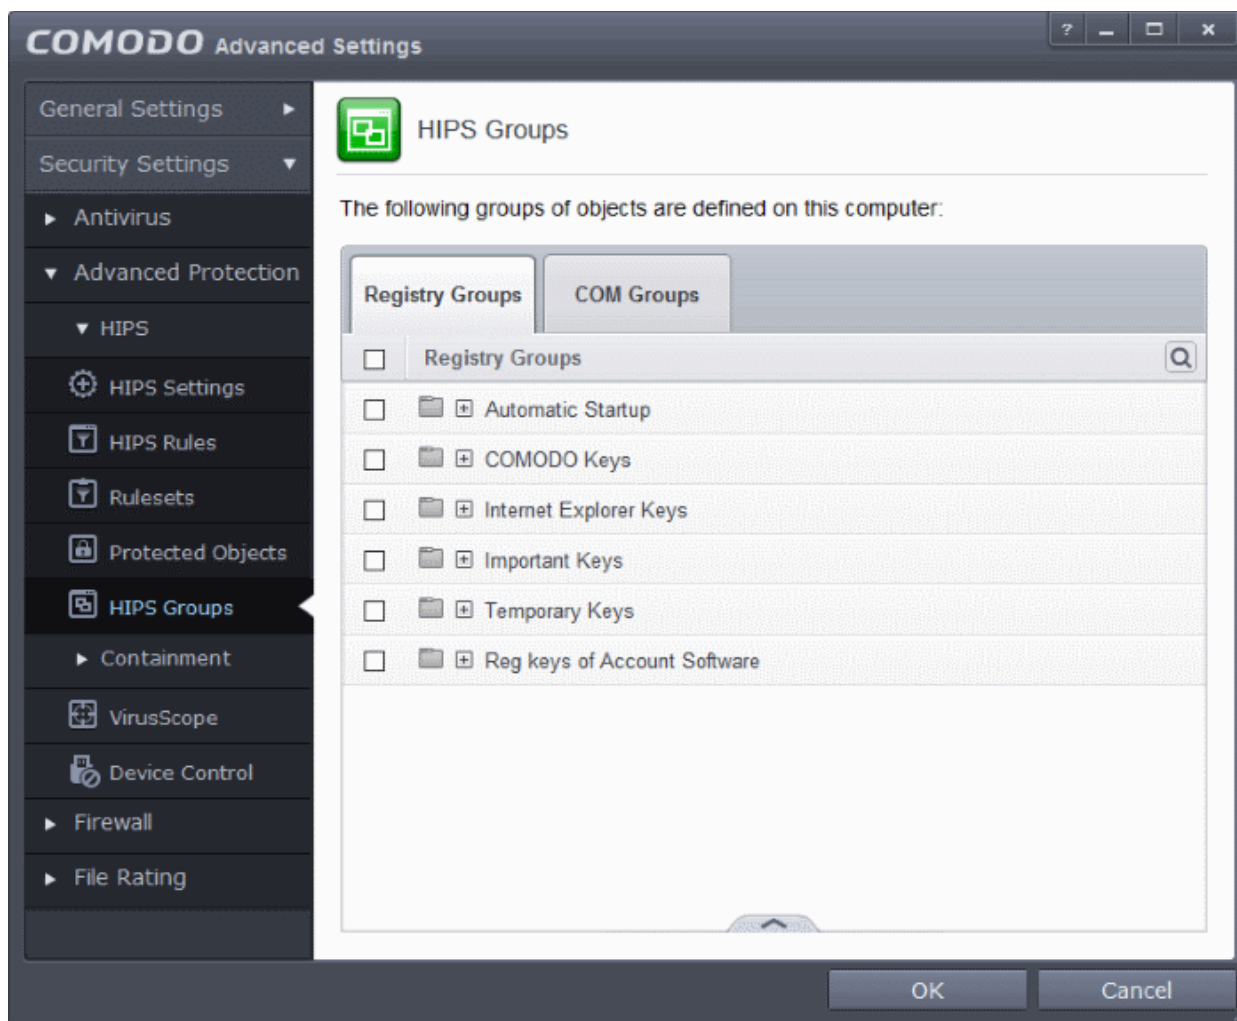 COMODO Advanced Settings
?
General Settings
Security Settings
Antivirus
Advanced Protection
HIPS
HIPS Settings
HIPS Rules
Rulesets
Protected Objects
HIPS Groups
Containment
VirusScope
Device Control
Firewall
File Rating
HIPS Groups
The following groups of objects are defined on this computer:
Registry Groups COM Groups
Registry Groups
Automatic Startup
COMODO Keys
Internet Explorer Keys
Important Keys
Temporary Keys
Reg keys of Account Software
OK Cancel